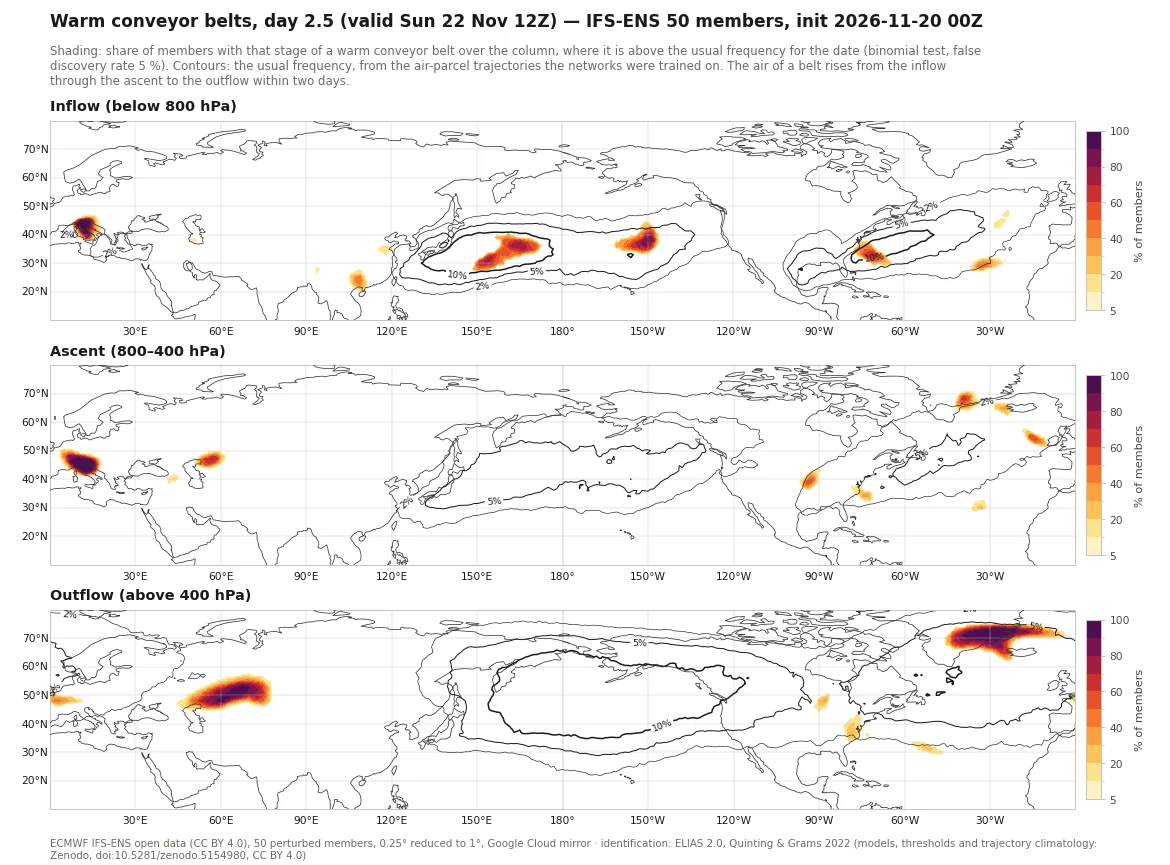 Warm conveyor belts, day 2.5 (valid Sun 22 Nov 12Z) — IFS-ENS 50 members, init 2026-11-20 00Z
Shading: share of members with that stage of a warm conveyor belt over the column, where it is above the usual frequency for the date (binomial test, false
discovery rate 5 %). Contours: the usual frequency, from the air-parcel trajectories the networks were trained on. The air of a belt rises from the inflow
through the ascent to the outflow within two days.
Inflow (below 800 hPa)
70°N
60°N
50°N
40°N
30°N
20°N
2%
2%
10%
5%
2%
2%
5%
10%
30°E 60°E 90°E 120°E 150°E 180° 150°W 120°W 90°W 60°W 30°W
100
80
60
40
20
5
% of members
Ascent (800–400 hPa)
70°N
60°N
50°N
40°N
30°N
20°N
2%
5%
5%
2%
30°E 60°E 90°E 120°E 150°E 180° 150°W 120°W 90°W 60°W 30°W
100
80
60
40
20
5
% of members
Outflow (above 400 hPa)
70°N
60°N
50°N
40°N
30°N
20°N
2%
5%
10%
2%
5%
30°E 60°E 90°E 120°E 150°E 180° 150°W 120°W 90°W 60°W 30°W
100
80
60
40
20
5
% of members
ECMWF IFS-ENS open data (CC BY 4.0), 50 perturbed members, 0.25° reduced to 1°, Google Cloud mirror · identification: ELIAS 2.0, Quinting & Grams 2022 (models, thresholds and trajectory climatology:
Zenodo, doi:10.5281/zenodo.5154980, CC BY 4.0)